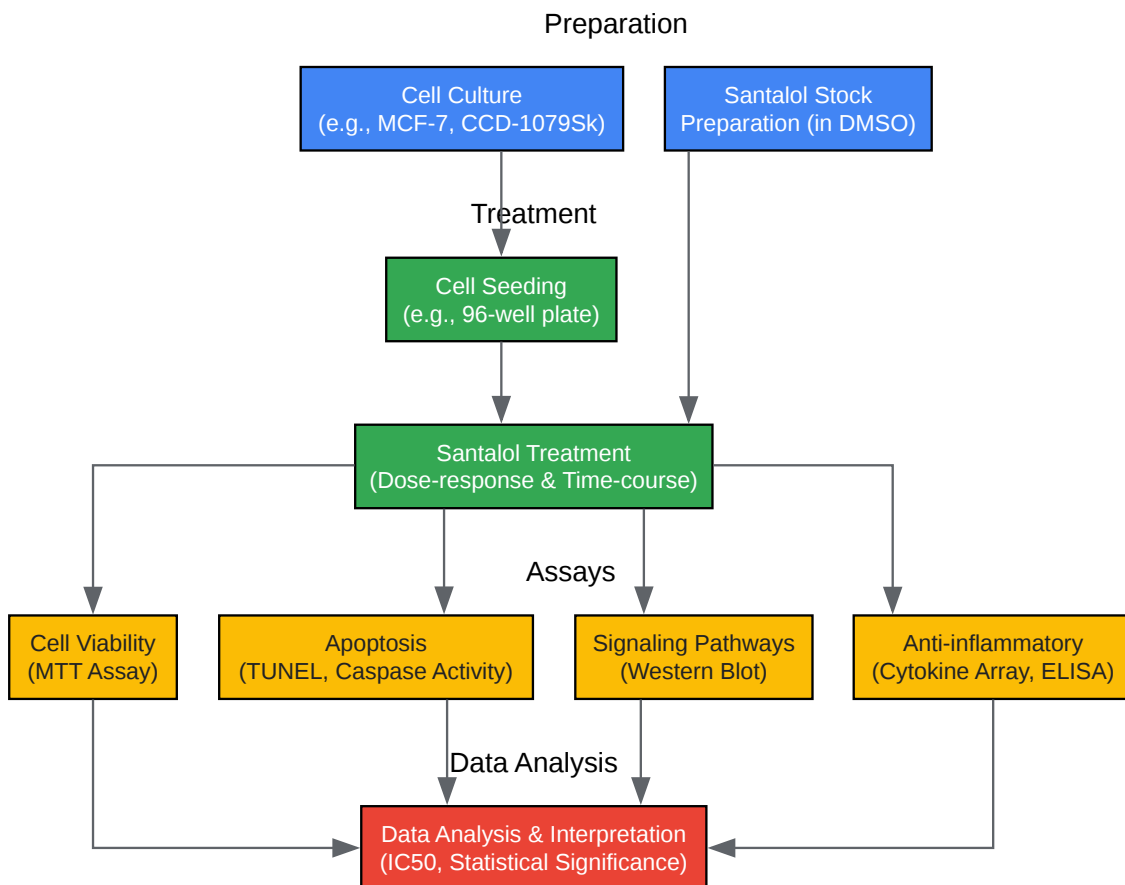 Preparation
Cell Culture
(e.g., MCF-7, CCD-1079Sk)
Santalol Stock
Preparation (in DMSO)
Treatment
Cell Seeding
(e.g., 96-well plate)
Santalol Treatment
(Dose-response & Time-course)
Assays
Cell Viability
(MTT Assay)
Apoptosis
(TUNEL, Caspase Activity)
Signaling Pathways
(Western Blot)
Anti-inflammatory
(Cytokine Array, ELISA)
Data Analysis
Data Analysis & Interpretation
(IC50, Statistical Significance)